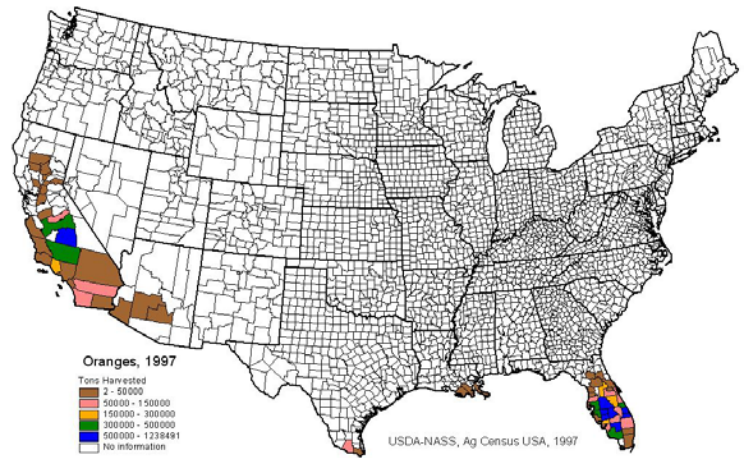 Oranges, 1997
Tons Harvested
2 - 50000
50000 - 150000
150000 - 300000
300000 - 500000
500000 - 1238491
No information
USDA-NASS, Ag Census USA, 1997